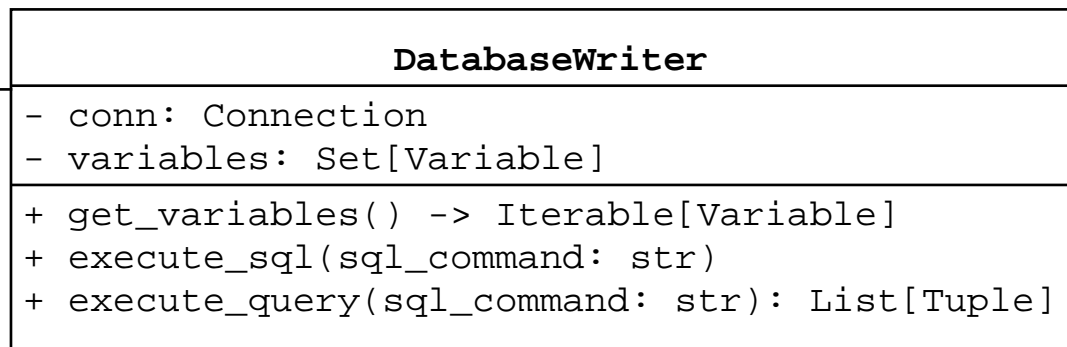 DatabaseWriter
- conn: Connection
- variables: Set[Variable]
+ get_variables() -> Iterable[Variable]
+ execute_sql(sql_command: str)
+ execute_query(sql_command: str): List[Tuple]